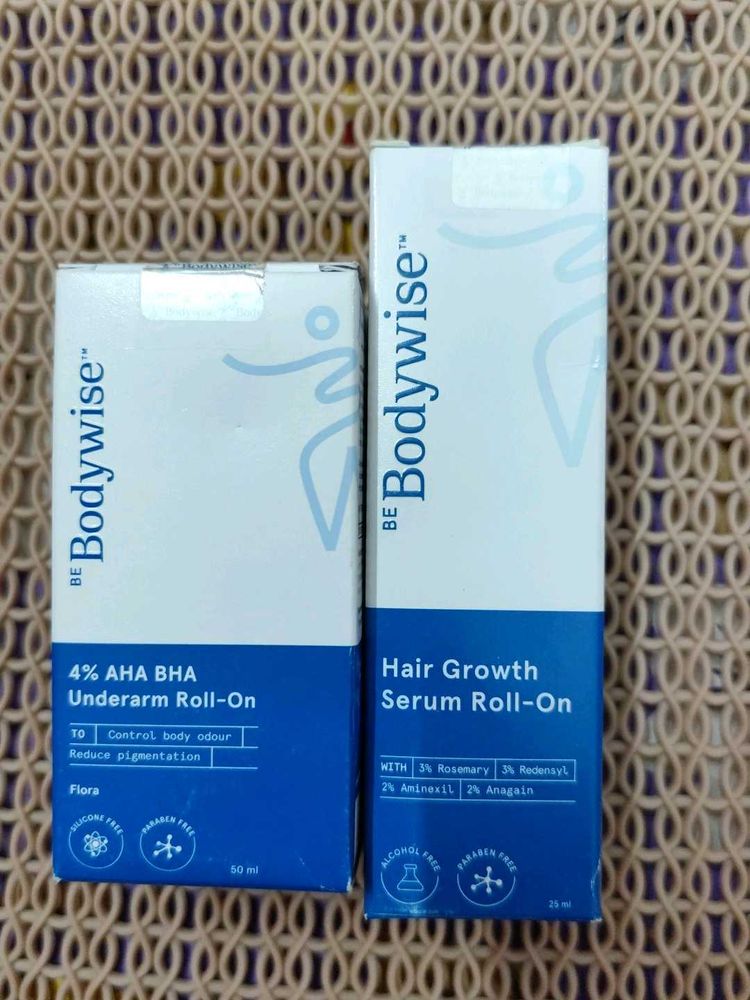 BE Bodywise™
4% AHA BHA
Underarm Roll-On
TO Control body odour
Reduce pigmentation
Flora
SILICONE FREE
PARABEN FREE
50 ml
BE Bodywise™
Hair Growth
Serum Roll-On
WITH 3% Rosemary 3% Redensyl
2% Aminexil 2% Anagain
ALCOHOL FREE
PARABEN FREE
25 ml